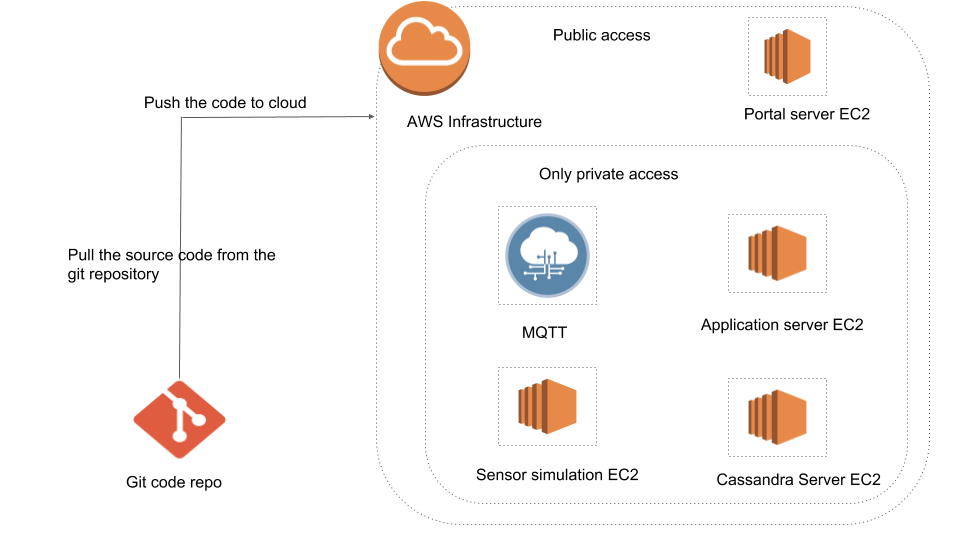 Public access
Push the code to cloud
AWS Infrastructure
Portal server EC2
Only private access
Pull the source code from the
git repository
MQTT
Application server EC2
Sensor simulation EC2
Cassandra Server EC2
Git code repo